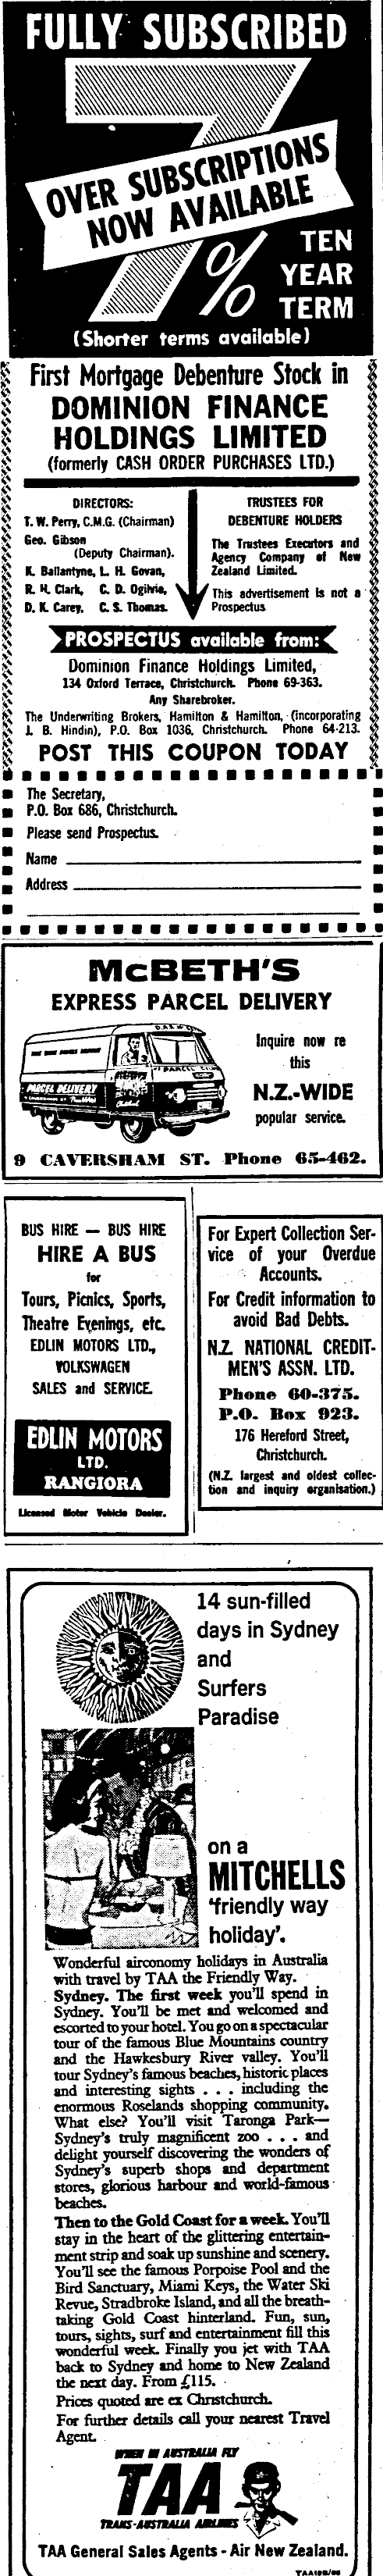 FULLY SUBSCRIBED
7%
OVER SUBSCRIPTIONS
NOW AVAILABLE
TEN
YEAR
TERM
(Shorter terms available)
First Mortgage Debenture Stock in
DOMINION FINANCE
HOLDINGS LIMITED
(formerly CASH ORDER PURCHASES LTD.)
DIRECTORS:
T. W. Perry, C.M.G. (Chairman)
Geo. Gibson
(Deputy Chairman).
K. Ballantyne, L. H. Govan,
R. H. Clark, C. D. Ogilvie,
D. K. Carey, C. S. Thomas.
TRUSTEES FOR
DEBENTURE HOLDERS
The Trustees Executors and
Agency Company of New
Zealand Limited.
This advertisement is not a
Prospectus
PROSPECTUS available from:
Dominion Finance Holdings Limited,
134 Oxford Terrace, Christchurch. Phone 69-363.
Any Sharebroker.
The Underwriting Brokers, Hamilton & Hamilton, (incorporating
J. B. Hindin), P.O. Box 1036, Christchurch. Phone 64-213.
POST THIS COUPON TODAY
The Secretary,
P.O. Box 686, Christchurch.
Please send Prospectus.
Name
Address
McBETH'S
EXPRESS PARCEL DELIVERY
PARCEL DELIVERY
Inquire now re
this
N.Z.-WIDE
popular service.
9 CAVERSHAM ST. Phone 65-462.
BUS HIRE — BUS HIRE
HIRE A BUS
for
Tours, Picnics, Sports,
Theatre Evenings, etc.
EDLIN MOTORS LTD.,
VOLKSWAGEN
SALES and SERVICE.
EDLIN MOTORS
LTD.
RANGIORA
Licensed Motor Vehicle Dealer.
For Expert Collection Ser-
vice of your Overdue
Accounts.
For Credit information to
avoid Bad Debts.
N.Z. NATIONAL CREDIT-
MEN'S ASSN. LTD.
Phone 60-375.
P.O. Box 923.
176 Hereford Street,
Christchurch.
(N.Z. largest and oldest collec-
tion and inquiry organisation.)
14 sun-filled
days in Sydney
and
Surfers
Paradise
on a
MITCHELLS
'friendly way
holiday'.
Wonderful airconomy holidays in Australia
with travel by TAA the Friendly Way.
Sydney. The first week you'll spend in
Sydney. You'll be met and welcomed and
escorted to your hotel. You go on a spectacular
tour of the famous Blue Mountains country
and the Hawkesbury River valley. You'll
tour Sydney's famous beaches, historic places
and interesting sights . . . including the
enormous Roselands shopping community.
What else? You'll visit Taronga Park—
Sydney's truly magnificent zoo . . . and
delight yourself discovering the wonders of
Sydney's superb shops and department
stores, glorious harbour and world-famous
beaches.
Then to the Gold Coast for a week. You'll
stay in the heart of the glittering entertain-
ment strip and soak up sunshine and scenery.
You'll see the famous Porpoise Pool and the
Bird Sanctuary, Miami Keys, the Water Ski
Revue, Stradbroke Island, and all the breath-
taking Gold Coast hinterland. Fun, sun,
tours, sights, surf and entertainment fill this
wonderful week. Finally you jet with TAA
back to Sydney and home to New Zealand
the next day. From £115.
Prices quoted are ex Christchurch.
For further details call your nearest Travel
Agent.
WHEN IN AUSTRALIA FLY
TAA
TRANS-AUSTRALIA AIRLINES
TAA General Sales Agents - Air New Zealand.